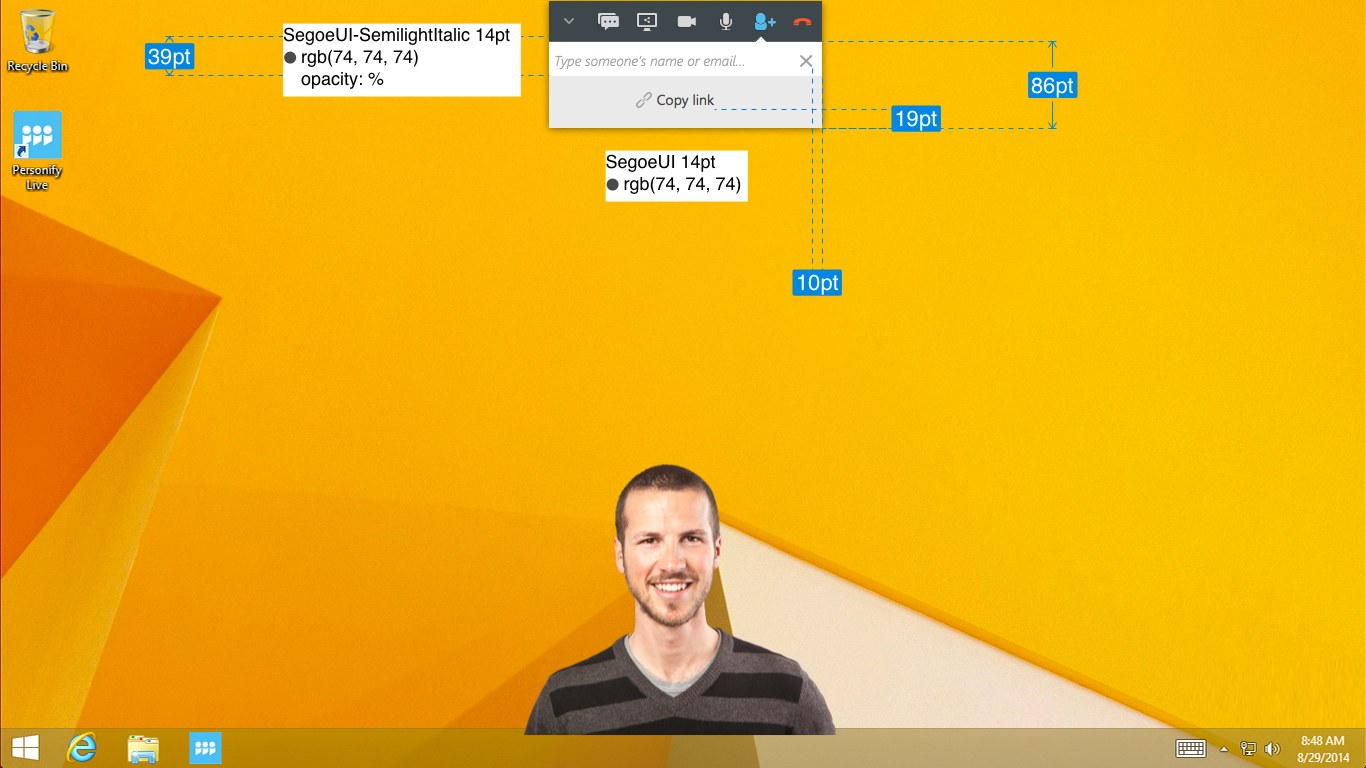 Recycle Bin
Personify
Live
39pt
SegoeUI-SemilightItalic 14pt
rgb(74, 74, 74)
opacity: %
Type someone's name or email...
Copy link
86pt
19pt
SegoeUI 14pt
rgb(74, 74, 74)
10pt
8:48 AM
8/29/2014